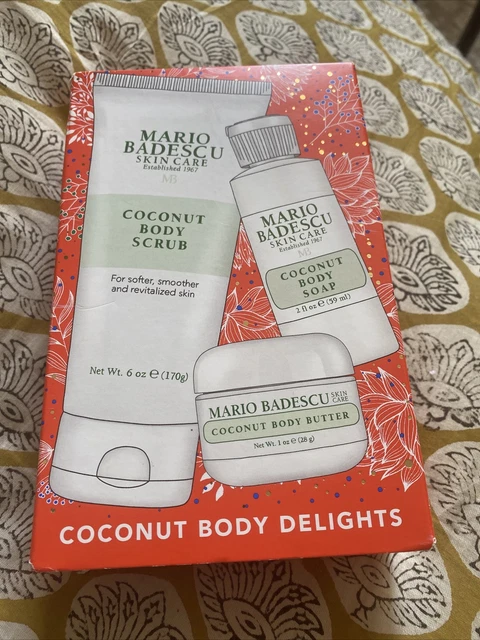 MARIO
BADESCU
SKIN CARE
Established 1967
MB
COCONUT
BODY
SCRUB
For softer, smoother
and revitalized skin
Net Wt. 6 oz ℮ (170g)
MARIO
BADESCU
SKIN CARE
Established 1967
MB
COCONUT
BODY
SOAP
2 fl oz ℮ (59 ml)
MARIO BADESCU SKIN CARE
COCONUT BODY BUTTER
Net Wt. 1 oz ℮ (28 g)
COCONUT BODY DELIGHTS